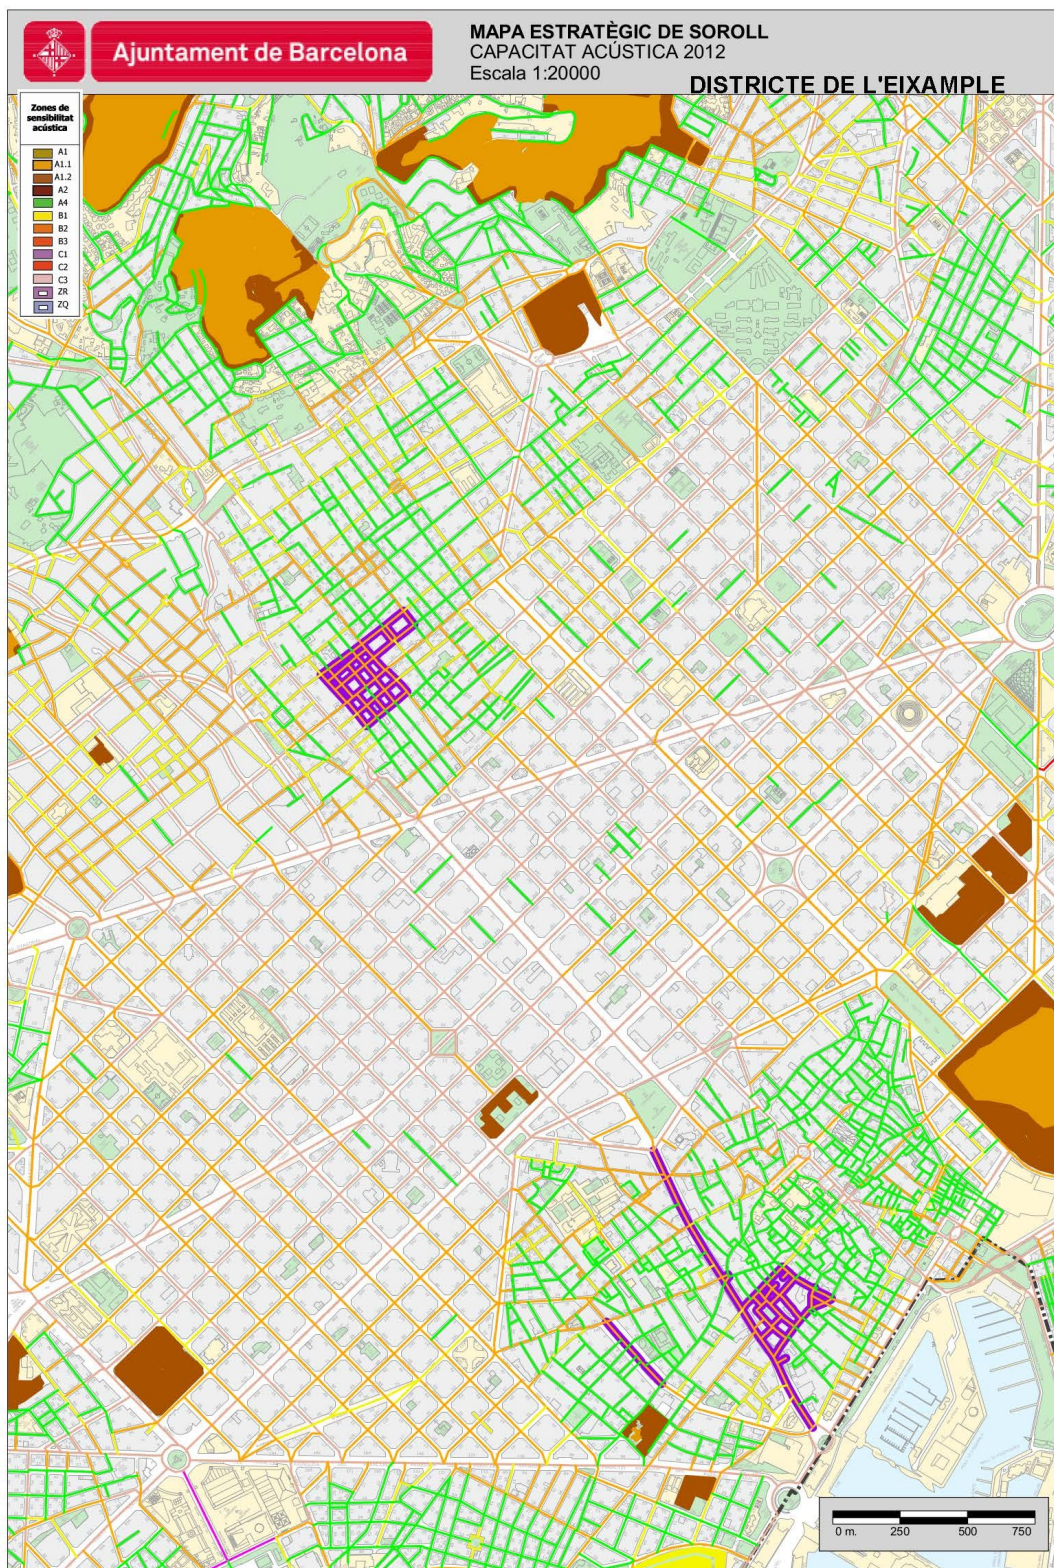 Ajuntament de Barcelona
MAPA ESTRATÈGIC DE SOROLL
CAPACITAT ACÚSTICA 2012
Escala 1:20000
DISTRICTE DE L'EIXAMPLE
Zones de
sensibilitat
acústica
A1
A1.1
A1.2
A2
A4
B1
B2
B3
C1
C2
C3
ZR
ZQ
0 m. 250 500 750